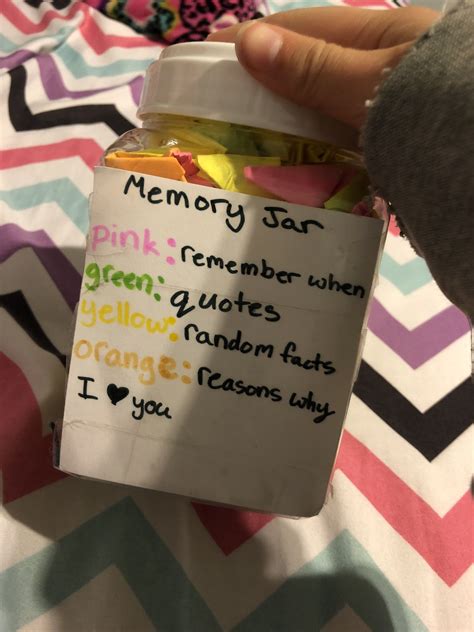 Memory Jar
pink: remember when
green: quotes
yellow: random facts
orange: reasons why
I ♥ you